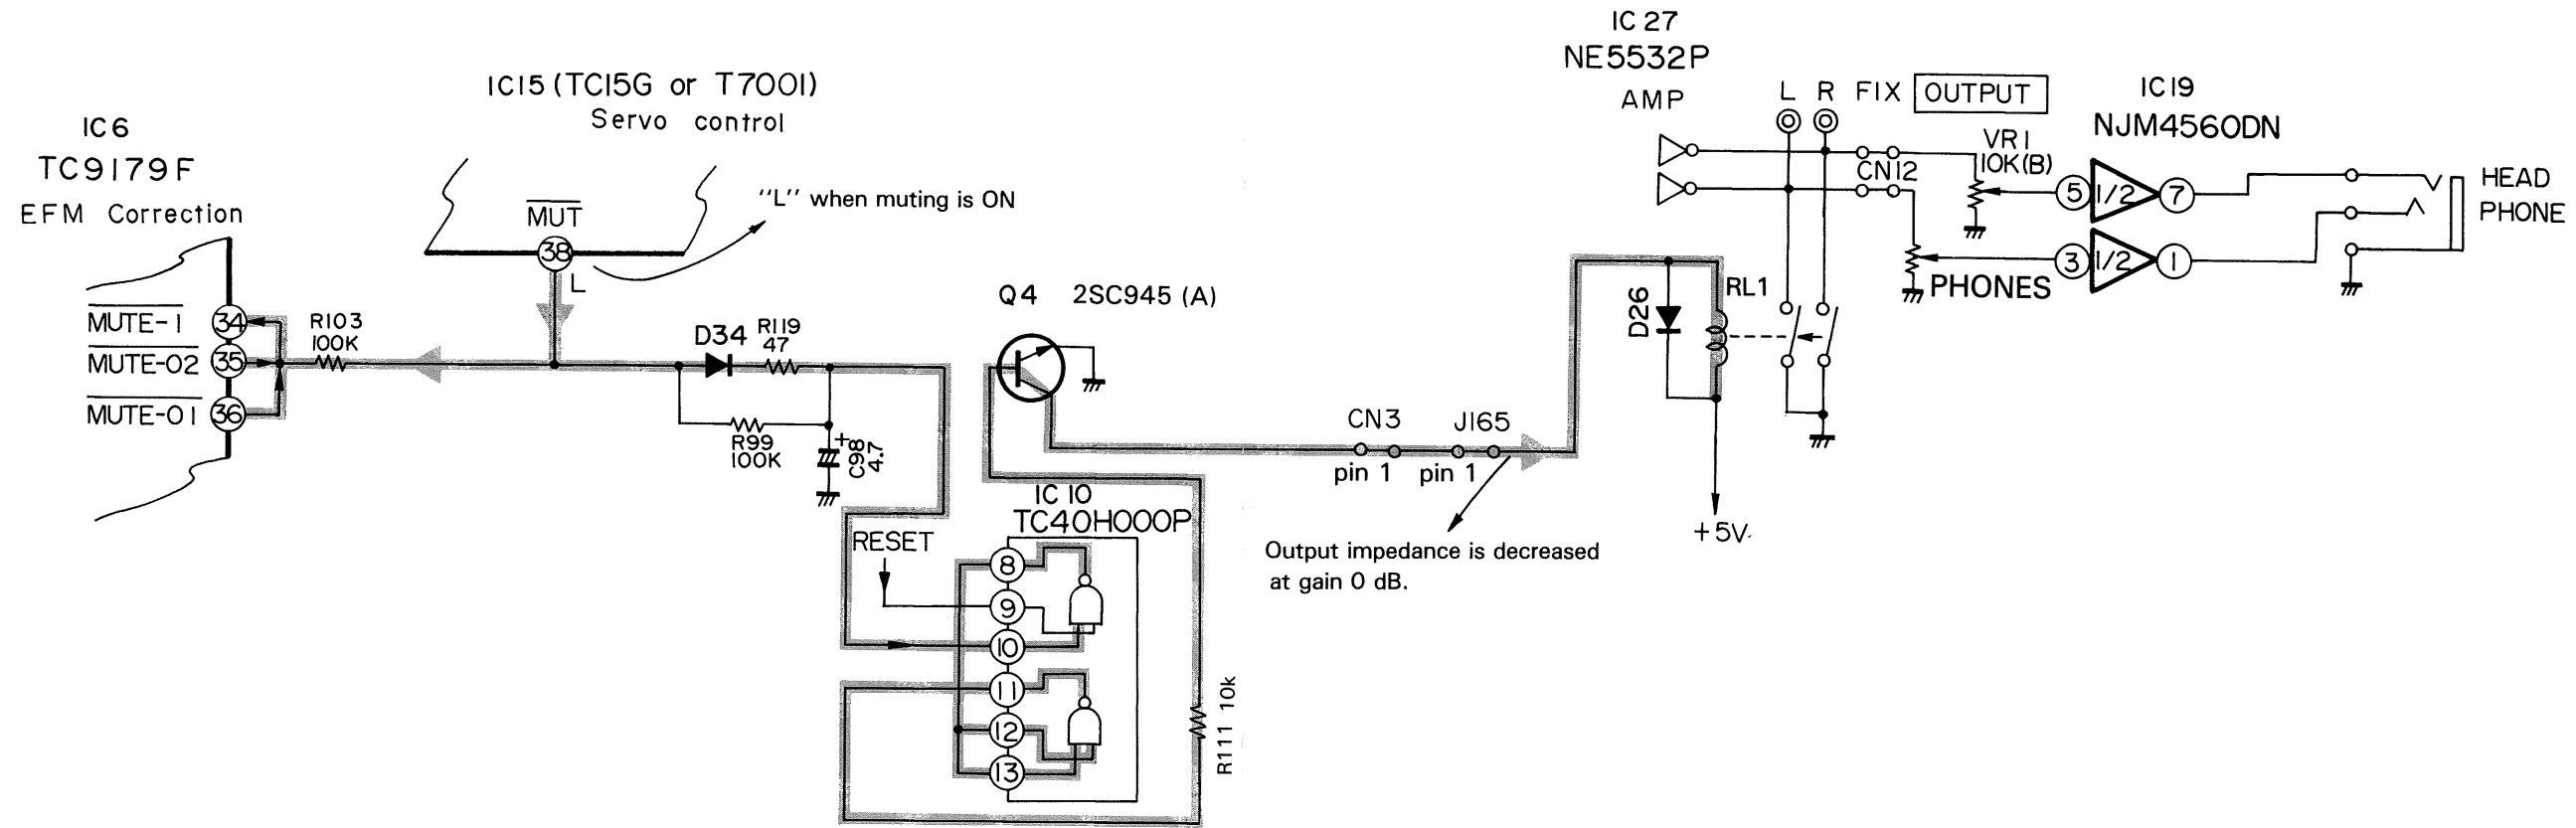 IC6
TC9179F
EFM Correction
MUTE-1
MUTE-O2
MUTE-O1
34
35
36
R103
100K
IC15 (TC15G or T7001)
Servo control
MUT
38
L
"L" when muting is ON
D34
R119
47
R99
100K
+
C98
4.7
Q4 2SC945 (A)
IC 10
TC40H000P
RESET
8
9
10
11
12
13
R111 10k
CN3
pin 1
J165
pin 1
Output impedance is decreased
at gain 0 dB.
IC 27
NE5532P
AMP
L R FIX OUTPUT
CN12
VR1
10K(B)
PHONES
D26
RL1
+5V
IC19
NJM4560DN
5 1/2 7
3 1/2 1
HEAD
PHONE